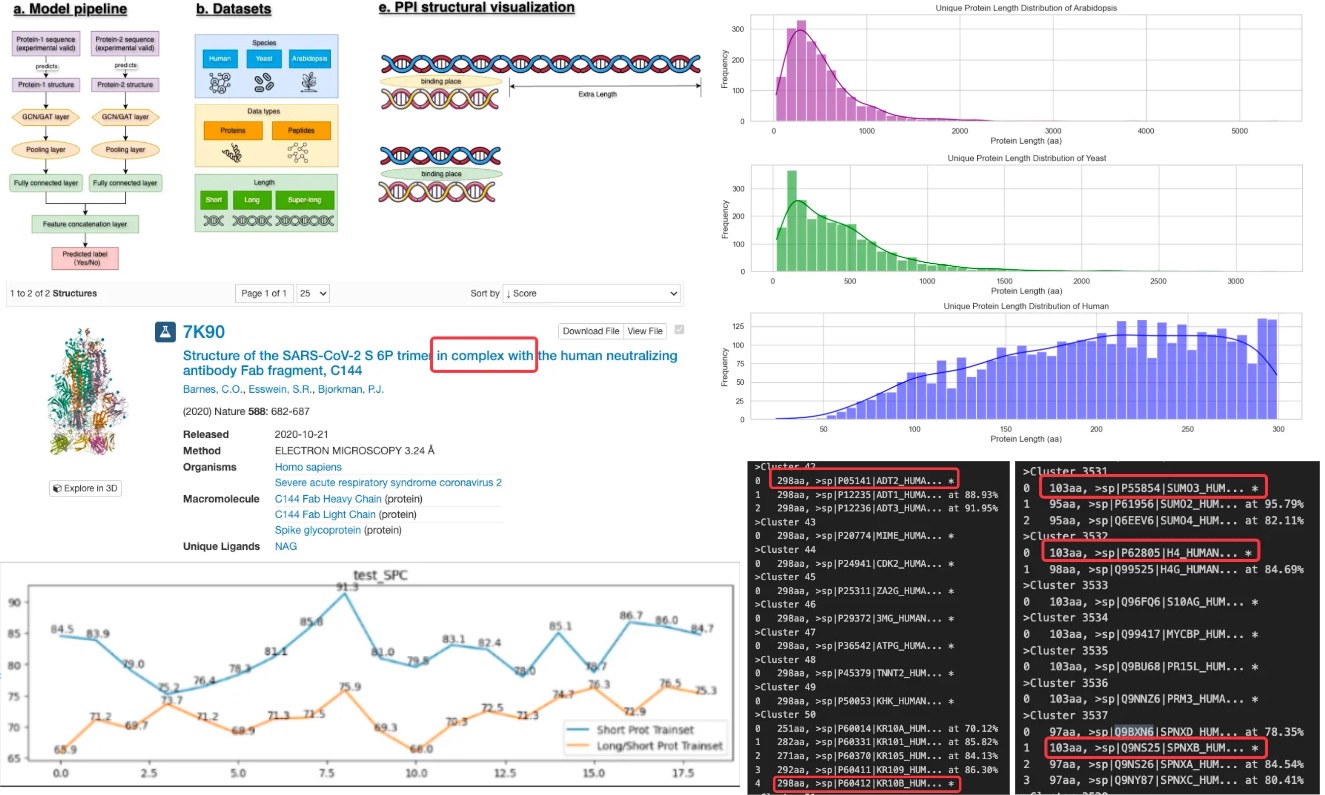 a. Model pipeline
Protein-1 sequence (experimental valid)
Protein-2 sequence (experimental valid)
predicts
predicts
Protein-1 structure
Protein-2 structure
GCN/GAT layer
GCN/GAT layer
Pooling layer
Pooling layer
Fully connected layer
Fully connected layer
Feature concatenation layer
Predicted label (Yes/No)
b. Datasets
Species
Human
Yeast
Arabidopsis
Data types
Proteins
Peptides
Length
Short
Long
Super-long
e. PPI structural visualization
binding place
Extra Length
binding place
Unique Protein Length Distribution of Arabidopsis
Frequency
300
200
100
0
0 1000 2000 3000 4000 5000
Protein Length (aa)
Unique Protein Length Distribution of Yeast
Frequency
300
200
100
0
0 500 1000 1500 2000 2500 3000
Protein Length (aa)
Unique Protein Length Distribution of Human
Frequency
125
100
75
50
25
0
50 100 150 200 250 300
Protein Length (aa)
1 to 2 of 2 Structures
Page 1 of 1
25
Sort by
↓ Score
7K90
Download File
View File
Structure of the SARS-CoV-2 S 6P trimer in complex with the human neutralizing
antibody Fab fragment, C144
Barnes, C.O., Esswein, S.R., Bjorkman, P.J.
(2020) Nature 588: 682-687
Released 2020-10-21
Method ELECTRON MICROSCOPY 3.24 Å
Organisms Homo sapiens
Severe acute respiratory syndrome coronavirus 2
Macromolecule C144 Fab Heavy Chain (protein)
C144 Fab Light Chain (protein)
Spike glycoprotein (protein)
Unique Ligands NAG
Explore in 3D
test_SPC
90
85
80
75
70
65
84.5 83.9 79.0 75.2 76.4 78.3 81.1 85.8 91.3 81.0 79.5 83.1 82.4 78.0 85.1 78.7 86.7 86.0 84.7
65.9 71.2 69.7 73.7 71.2 68.9 71.3 71.5 75.9 69.3 66.0 70.3 72.5 71.3 74.7 76.3 71.9 76.5 75.3
Short Prot Trainset
Long/Short Prot Trainset
0.0 2.5 5.0 7.5 10.0 12.5 15.0 17.5
>Cluster 42
0 298aa, >sp|P05141|ADT2_HUMA... *
1 298aa, >sp|P12235|ADT1_HUMA... at 88.93%
2 298aa, >sp|P12236|ADT3_HUMA... at 91.95%
>Cluster 43
0 298aa, >sp|P20774|MIME_HUMA... *
>Cluster 44
0 298aa, >sp|P24941|CDK2_HUMA... *
>Cluster 45
0 298aa, >sp|P25311|ZA2G_HUMA... *
>Cluster 46
0 298aa, >sp|P29372|3MG_HUMAN... *
>Cluster 47
0 298aa, >sp|P36542|ATPG_HUMA... *
>Cluster 48
0 298aa, >sp|P45379|TNNT2_HUM... *
>Cluster 49
0 298aa, >sp|P50053|KHK_HUMAN... *
>Cluster 50
0 251aa, >sp|P60014|KR10A_HUM... at 70.12%
1 282aa, >sp|P60331|KR101_HUM... at 85.82%
2 271aa, >sp|P60370|KR105_HUM... at 84.13%
3 292aa, >sp|P60411|KR109_HUM... at 86.30%
4 298aa, >sp|P60412|KR10B_HUM... *
>Cluster 3531
0 103aa, >sp|P55854|SUMO3_HUM... *
1 95aa, >sp|P61956|SUMO2_HUM... at 95.79%
2 95aa, >sp|Q6EEV6|SUMO4_HUM... at 82.11%
>Cluster 3532
0 103aa, >sp|P62805|H4_HUMAN... *
1 98aa, >sp|Q99525|H4G_HUMAN... at 84.69%
>Cluster 3533
0 103aa, >sp|Q96FQ6|S10AG_HUM... *
>Cluster 3534
0 103aa, >sp|Q99417|MYCBP_HUM... *
>Cluster 3535
0 103aa, >sp|Q9BU68|PR15L_HUM... *
>Cluster 3536
0 103aa, >sp|Q9NNZ6|PRM3_HUMA... *
>Cluster 3537
0 97aa, >sp|Q9BXN6|SPNXD_HUM... at 78.35%
1 103aa, >sp|Q9NS25|SPNXB_HUM... *
2 97aa, >sp|Q9NS26|SPNXA_HUM... at 84.54%
3 97aa, >sp|Q9NY87|SPNXC_HUM... at 80.41%